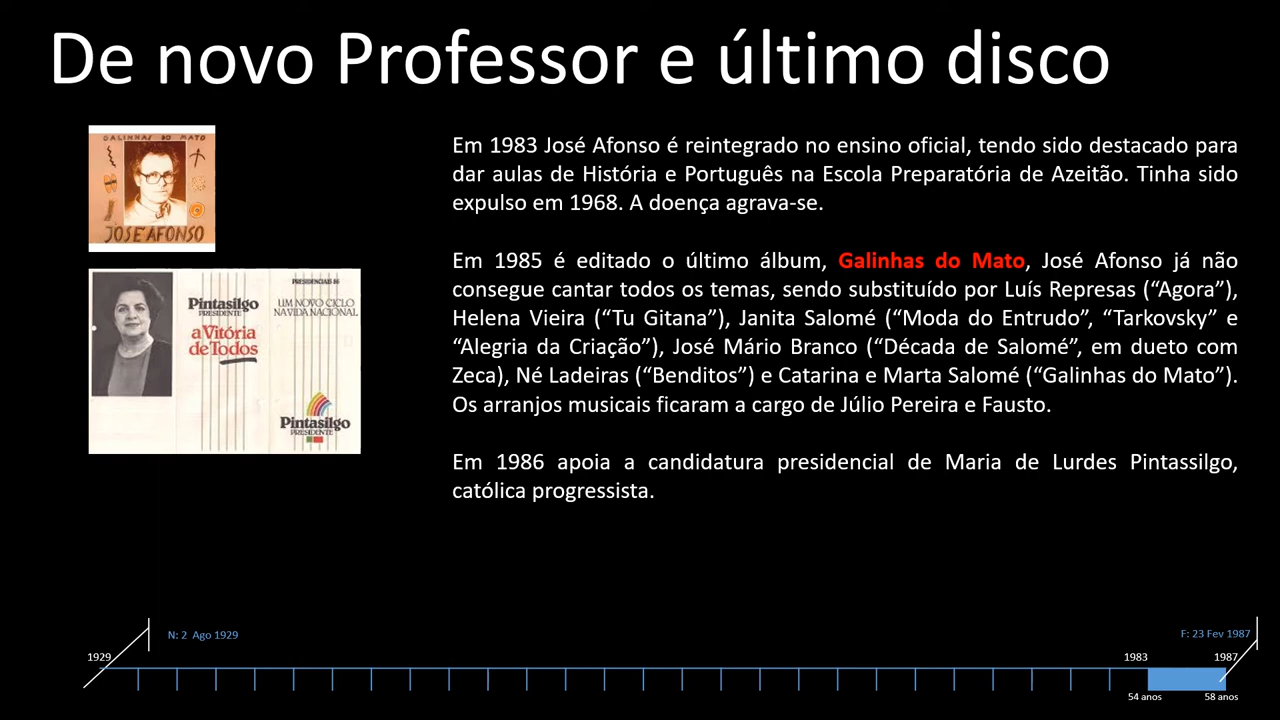 De novo Professor e último disco
GALINHAS DO MATO
JOSÉ AFONSO
Em 1983 José Afonso é reintegrado no ensino oficial, tendo sido destacado para
dar aulas de História e Português na Escola Preparatória de Azeitão. Tinha sido
expulso em 1968. A doença agrava-se.
Em 1985 é editado o último álbum, Galinhas do Mato, José Afonso já não
consegue cantar todos os temas, sendo substituído por Luís Represas (“Agora”),
Helena Vieira (“Tu Gitana”), Janita Salomé (“Moda do Entrudo”, “Tarkovsky” e
“Alegria da Criação”), José Mário Branco (“Década de Salomé”, em dueto com
Zeca), Né Ladeiras (“Benditos”) e Catarina e Marta Salomé (“Galinhas do Mato”).
Os arranjos musicais ficaram a cargo de Júlio Pereira e Fausto.
Em 1986 apoia a candidatura presidencial de Maria de Lurdes Pintassilgo,
católica progressista.
Pintasilgo
PRESIDENTE
a Vitória
de Todos
PRESIDENCIAIS 86
UM NOVO CICLO
NA VIDA NACIONAL
Pintasilgo
PRESIDENTE
N: 2 Ago 1929
F: 23 Fev 1987
1929
1983
1987
54 anos
58 anos